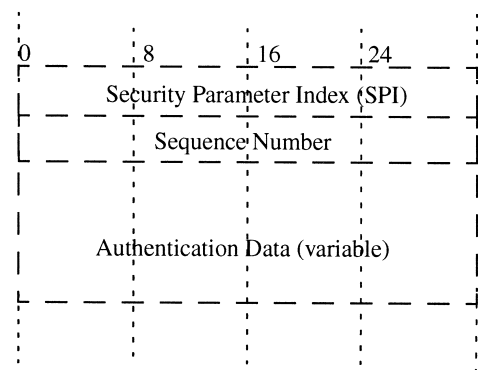 0 8 16 24
Security Parameter Index (SPI)
Sequence Number
Authentication Data (variable)